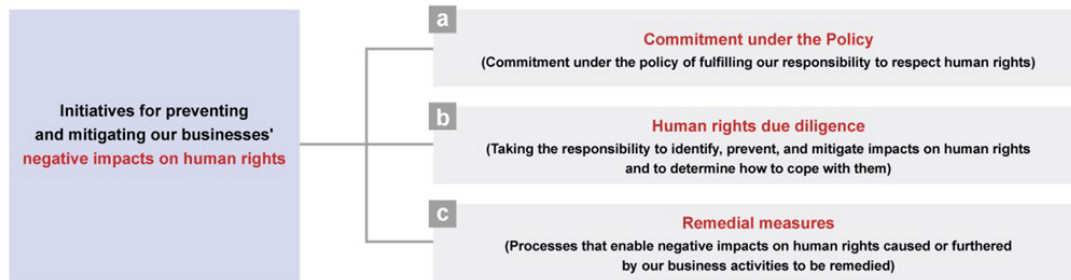 Initiatives for preventing
and mitigating our businesses'
negative impacts on human rights
a
Commitment under the Policy
(Commitment under the policy of fulfilling our responsibility to respect human rights)
b
Human rights due diligence
(Taking the responsibility to identify, prevent, and mitigate impacts on human rights
and to determine how to cope with them)
c
Remedial measures
(Processes that enable negative impacts on human rights caused or furthered
by our business activities to be remedied)